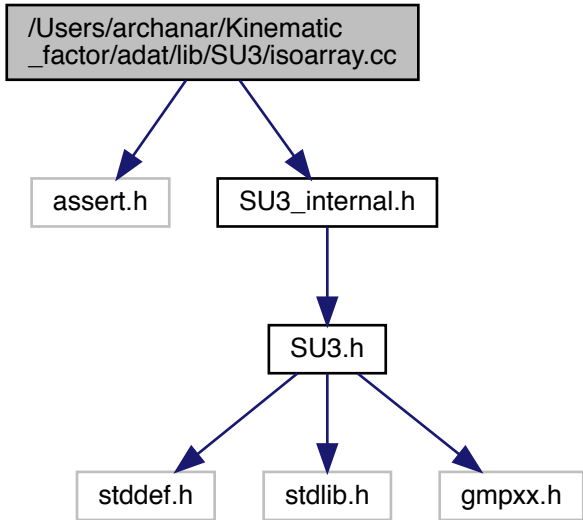 /Users/archanar/Kinematic
_factor/adat/lib/SU3/isoarray.cc
assert.h
SU3_internal.h
SU3.h
stddef.h
stdlib.h
gmpxx.h